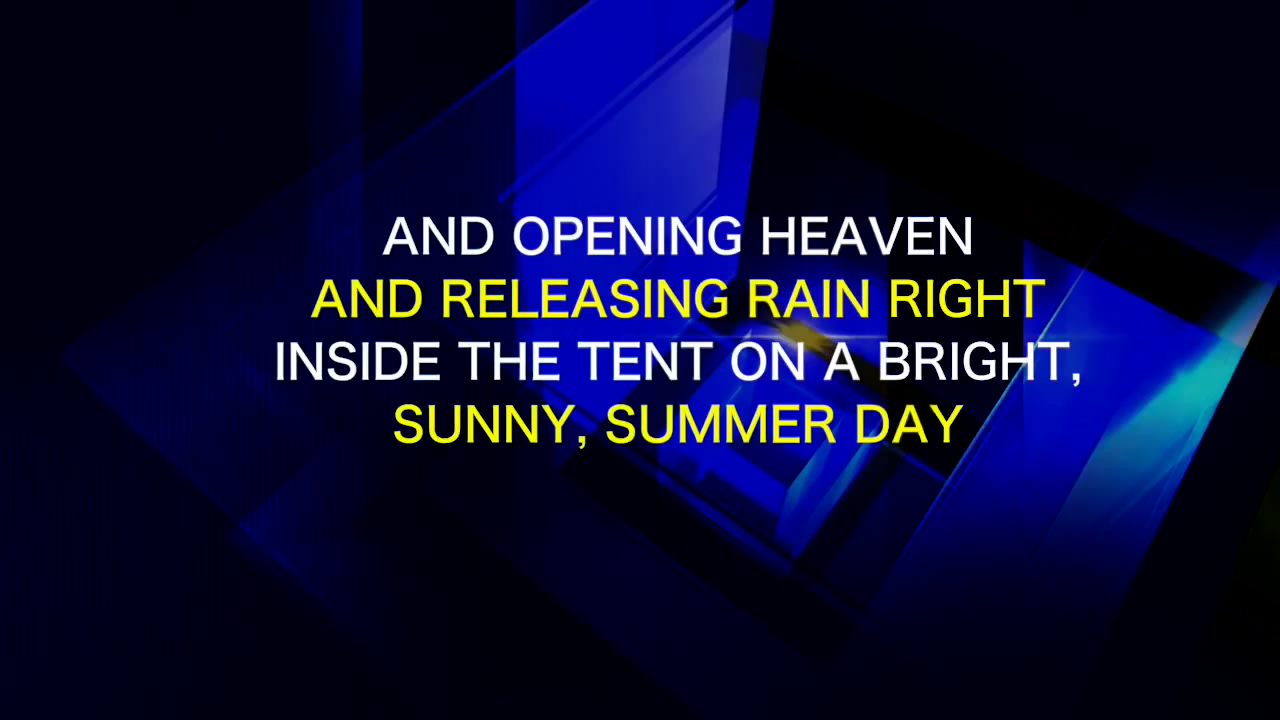 AND OPENING HEAVEN
AND RELEASING RAIN RIGHT
INSIDE THE TENT ON A BRIGHT,
SUNNY, SUMMER DAY